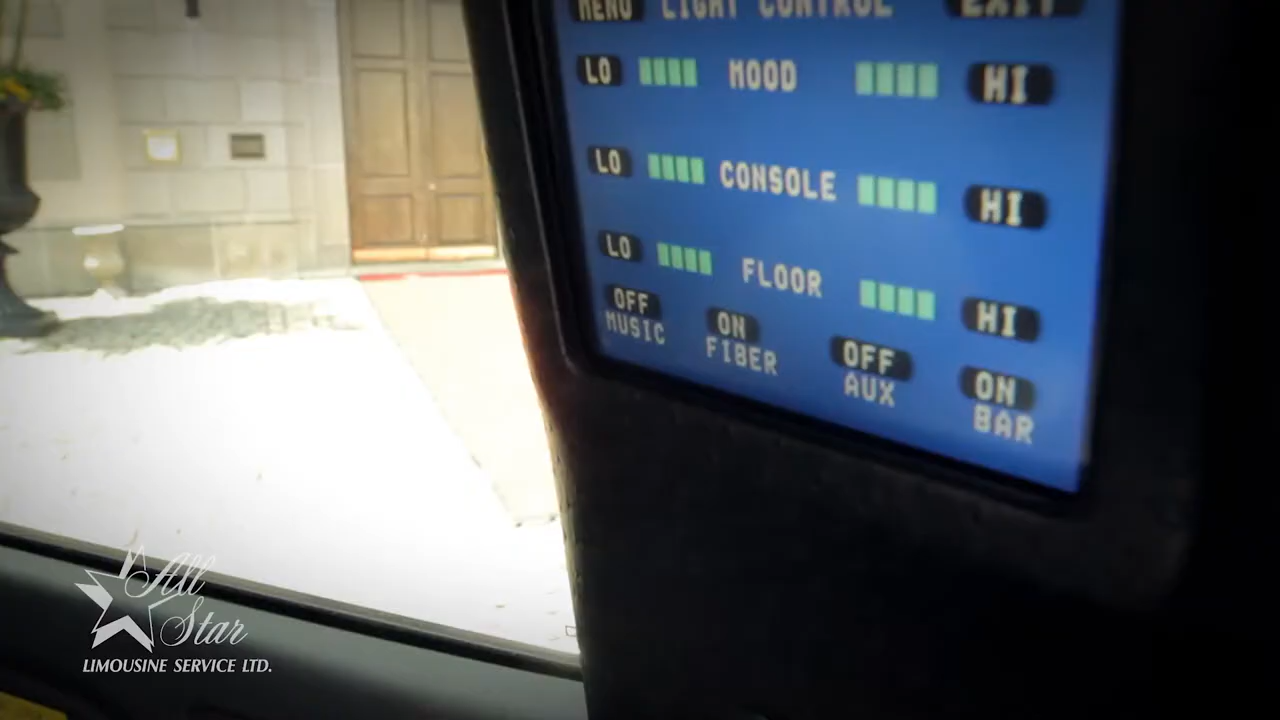 MENU LIGHT CONTROL EXIT
LO MOOD HI
LO CONSOLE HI
LO FLOOR HI
OFF ON OFF ON
MUSIC FIBER AUX BAR
All
Star
LIMOUSINE SERVICE LTD.